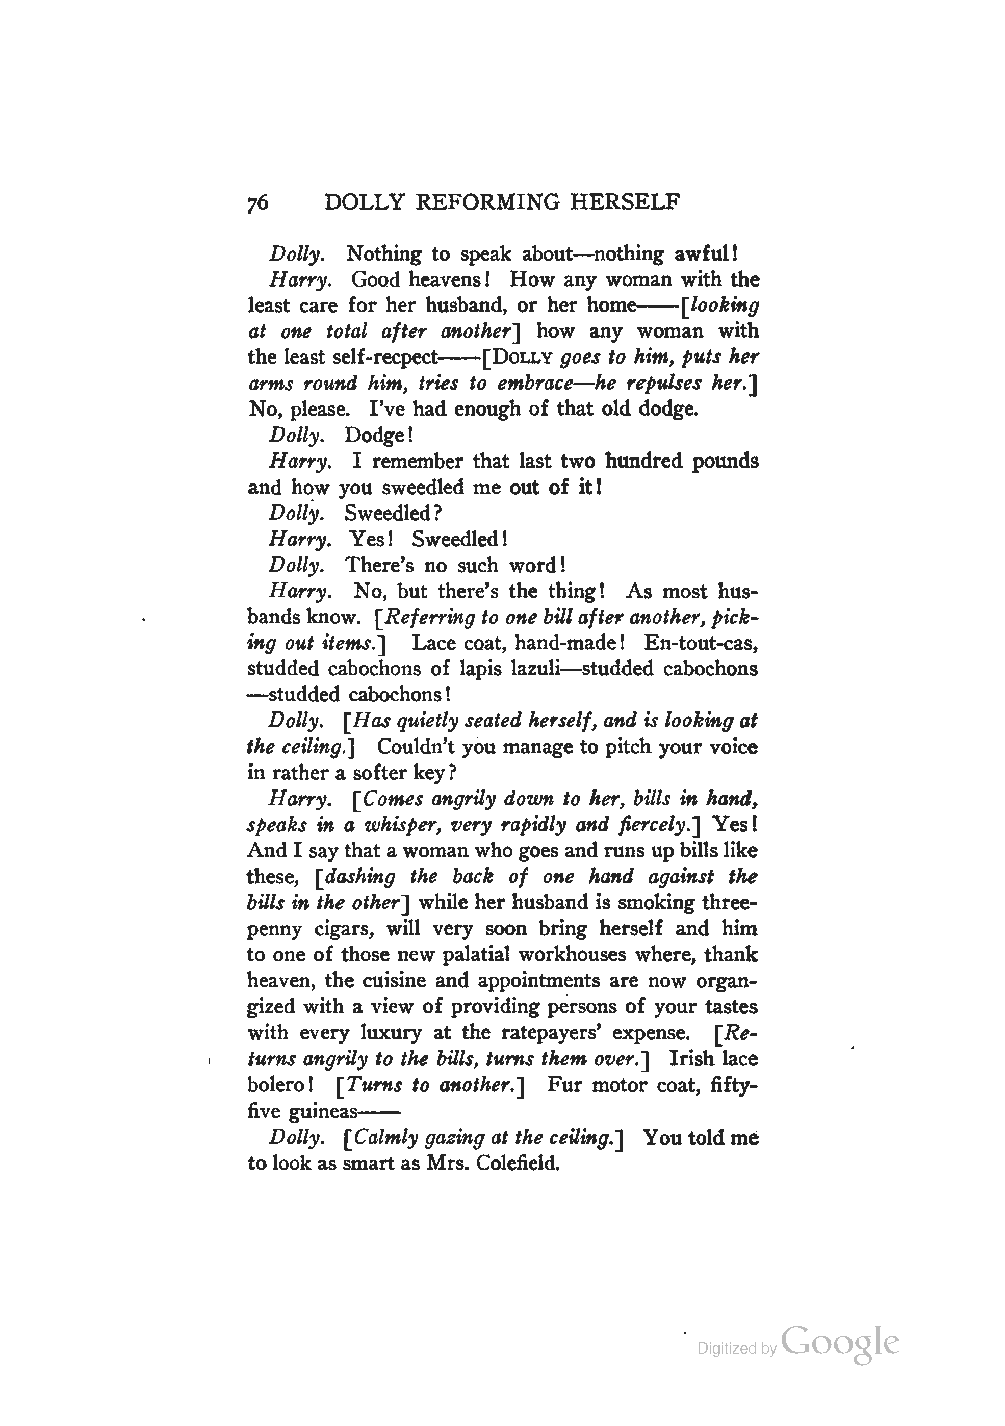 76 DOLLY REFORMING HERSELF
Dolly. Nothing to speak about—nothing awful!
Harry. Good heavens! How any woman with the
least care for her husband, or her home——[looking
at one total after another] how any woman with
the least self-recpect——[DOLLY goes to him, puts her
arms round him, tries to embrace—he repulses her.]
No, please. I've had enough of that old dodge.
Dolly. Dodge!
Harry. I remember that last two hundred pounds
and how you sweedled me out of it!
Dolly. Sweedled?
Harry. Yes! Sweedled!
Dolly. There's no such word!
Harry. No, but there's the thing! As most hus-
bands know. [Referring to one bill after another, pick-
ing out items.] Lace coat, hand-made! En-tout-cas,
studded cabochons of lapis lazuli—studded cabochons
—studded cabochons!
Dolly. [Has quietly seated herself, and is looking at
the ceiling.] Couldn't you manage to pitch your voice
in rather a softer key?
Harry. [Comes angrily down to her, bills in hand,
speaks in a whisper, very rapidly and fiercely.] Yes!
And I say that a woman who goes and runs up bills like
these, [dashing the back of one hand against the
bills in the other] while her husband is smoking three-
penny cigars, will very soon bring herself and him
to one of those new palatial workhouses where, thank
heaven, the cuisine and appointments are now organ-
gized with a view of providing persons of your tastes
with every luxury at the ratepayers' expense. [Re-
turns angrily to the bills, turns them over.] Irish lace
bolero! [Turns to another.] Fur motor coat, fifty-
five guineas——
Dolly. [Calmly gazing at the ceiling.] You told me
to look as smart as Mrs. Colefield.
Digitized by Google